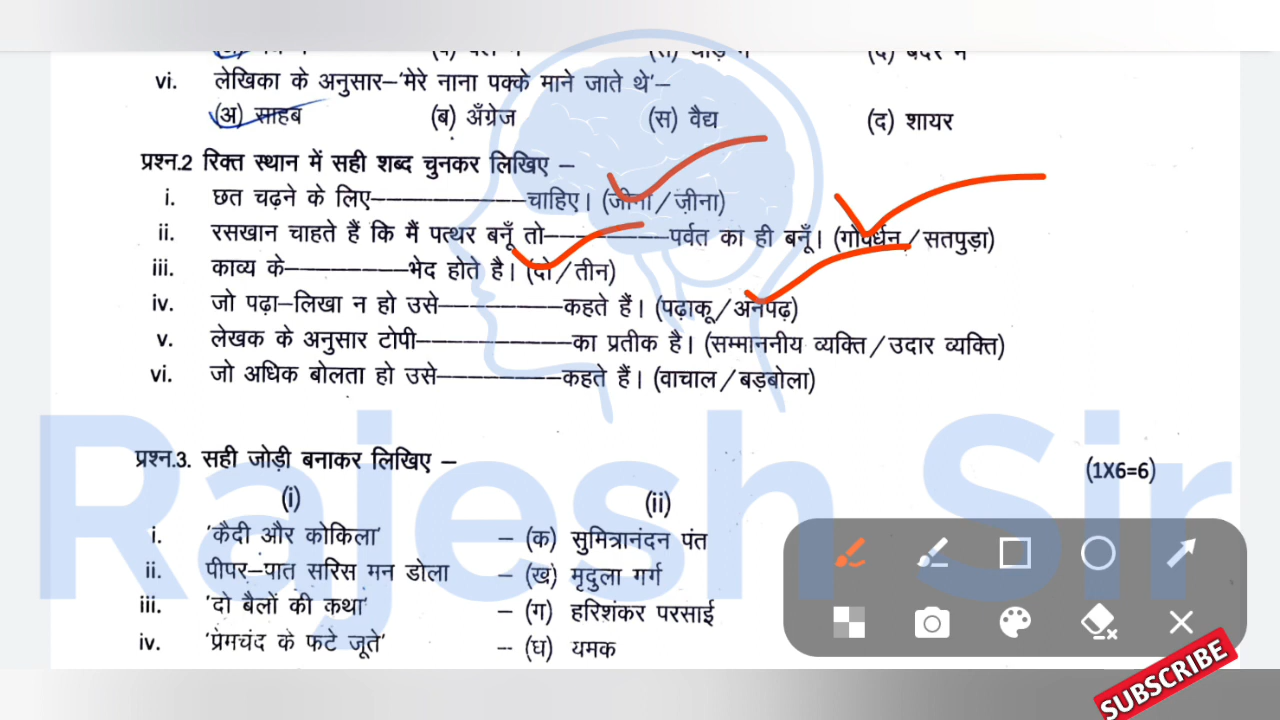 vi. लेखिका के अनुसार–'मेरे नाना पक्के माने जाते थे'–
(अ) साहब (ब) अँग्रेज (स) वैद्य (द) शायर
प्रश्न.2 रिक्त स्थान में सही शब्द चुनकर लिखिए –
i. छत चढ़ने के लिए––––––––––चाहिए। (जीना/ज़ीना)
ii. रसखान चाहते हैं कि मैं पत्थर बनूँ तो––––––––पर्वत का ही बनूँ। (गोवर्धन/सतपुड़ा)
iii. काव्य के––––––––भेद होते है। (दो/तीन)
iv. जो पढ़ा–लिखा न हो उसे––––––––कहते हैं। (पढ़ाकू/अनपढ़)
v. लेखक के अनुसार टोपी––––––––––का प्रतीक है। (सम्माननीय व्यक्ति/उदार व्यक्ति)
vi. जो अधिक बोलता हो उसे––––––––कहते हैं। (वाचाल/बड़बोला)
Rajesh Sir
प्रश्न.3. सही जोड़ी बनाकर लिखिए –
(1X6=6)
(i) (ii)
i. 'कैदी और कोकिला' – (क) सुमित्रानंदन पंत
ii. पीपर–पात सरिस मन डोला – (ख) मृदुला गर्ग
iii. 'दो बैलों की कथा' – (ग) हरिशंकर परसाई
iv. 'प्रेमचंद के फटे जूते' –- (घ) यमक
SUBSCRIBE